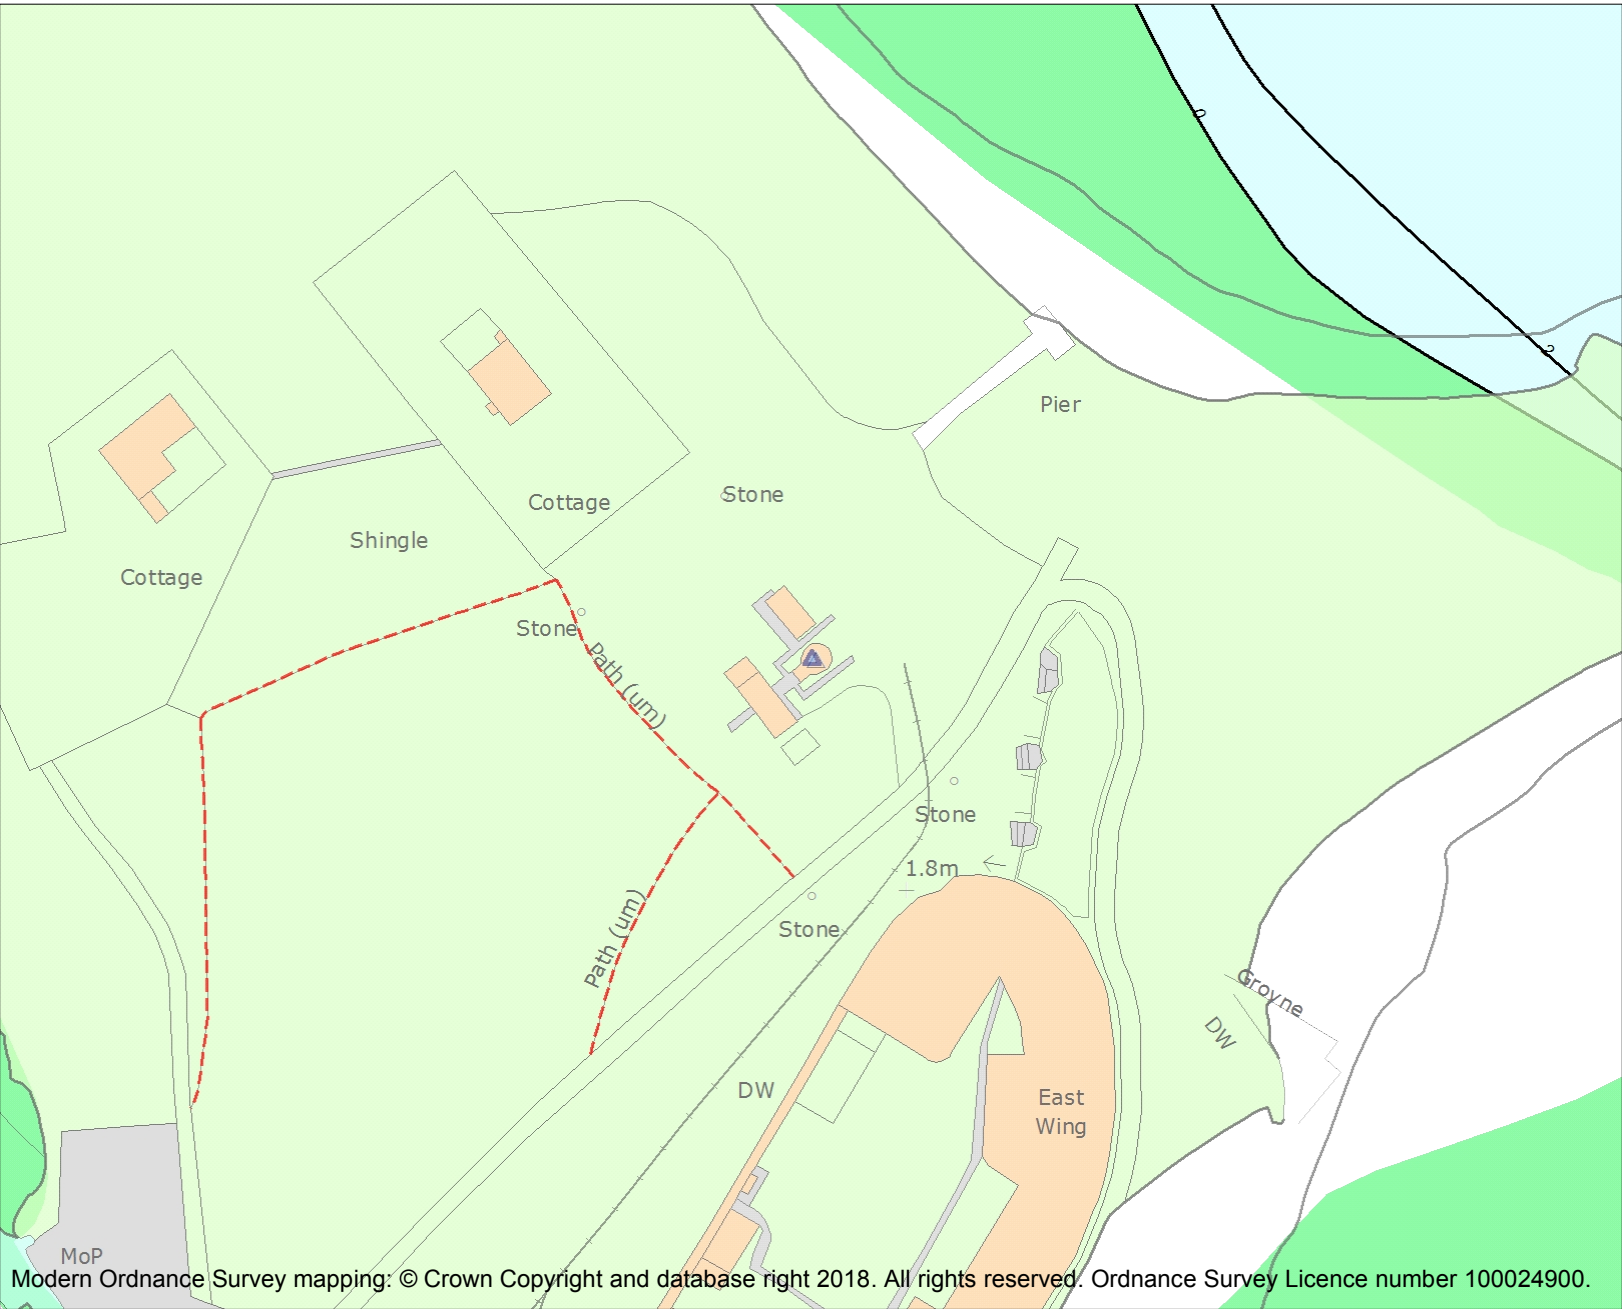 0
2
Pier
Stone
Cottage
Shingle
Cottage
Stone
Path (um)
Stone
1.8m
Path (um)
Stone
Groyne
DW
DW
East
Wing
MoP
Modern Ordnance Survey mapping: © Crown Copyright and database right 2018. All rights reserved. Ordnance Survey Licence number 100024900.